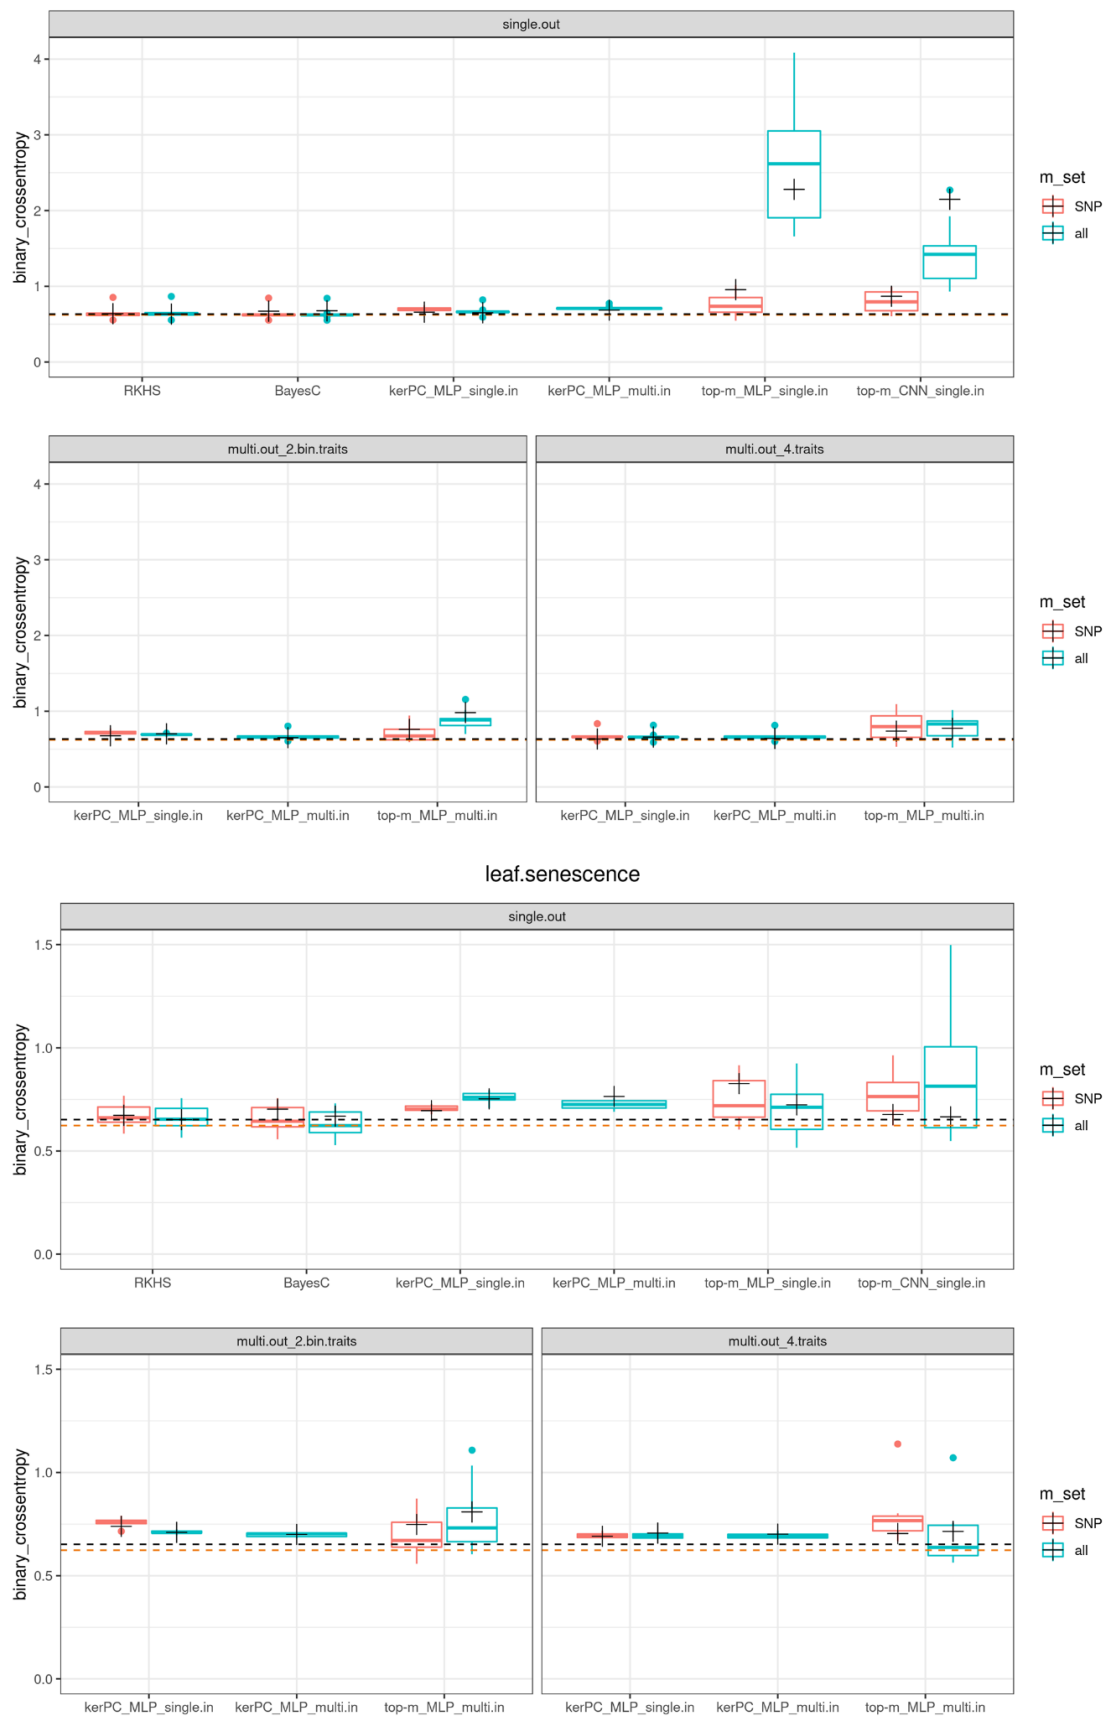 single.out
4
3
2
1
0
binary_crossentropy
RKHS BayesC kerPC_MLP_single.in kerPC_MLP_multi.in top-m_MLP_single.in top-m_CNN_single.in
m_set
SNP
all
multi.out_2.bin.traits multi.out_4.traits
4
3
2
1
0
binary_crossentropy
kerPC_MLP_single.in kerPC_MLP_multi.in top-m_MLP_multi.in kerPC_MLP_single.in kerPC_MLP_multi.in top-m_MLP_multi.in
m_set
SNP
all
leaf.senescence
single.out
1.5
1.0
0.5
0.0
binary_crossentropy
RKHS BayesC kerPC_MLP_single.in kerPC_MLP_multi.in top-m_MLP_single.in top-m_CNN_single.in
m_set
SNP
all
multi.out_2.bin.traits multi.out_4.traits
1.5
1.0
0.5
0.0
binary_crossentropy
kerPC_MLP_single.in kerPC_MLP_multi.in top-m_MLP_multi.in kerPC_MLP_single.in kerPC_MLP_multi.in top-m_MLP_multi.in
m_set
SNP
all